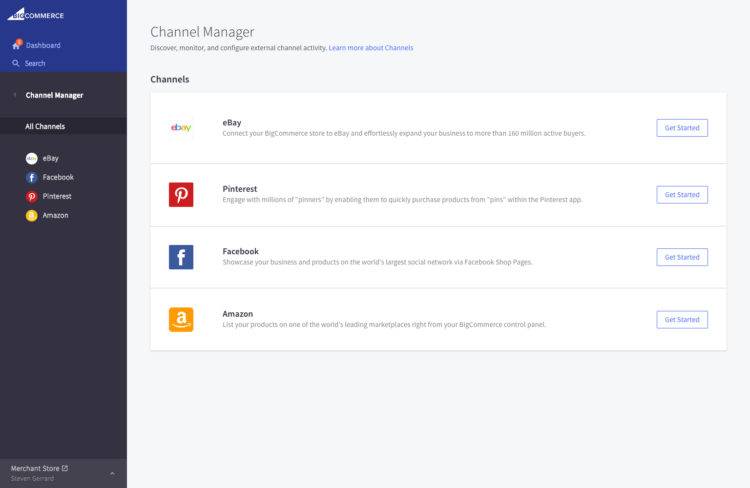 BIGCOMMERCE
Dashboard
Search
Channel Manager
All Channels
eBay
Facebook
Pinterest
Amazon
Merchant Store
Steven Gerrard
Channel Manager
Discover, monitor, and configure external channel activity. Learn more about Channels
Channels
ebay
eBay
Connect your BigCommerce store to eBay and effortlessly expand your business to more than 160 million active buyers.
Get Started
Pinterest
Engage with millions of "pinners" by enabling them to quickly purchase products from "pins" within the Pinterest app.
Get Started
Facebook
Showcase your business and products on the world's largest social network via Facebook Shop Pages.
Get Started
Amazon
List your products on one of the world's leading marketplaces right from your BigCommerce control panel.
Get Started